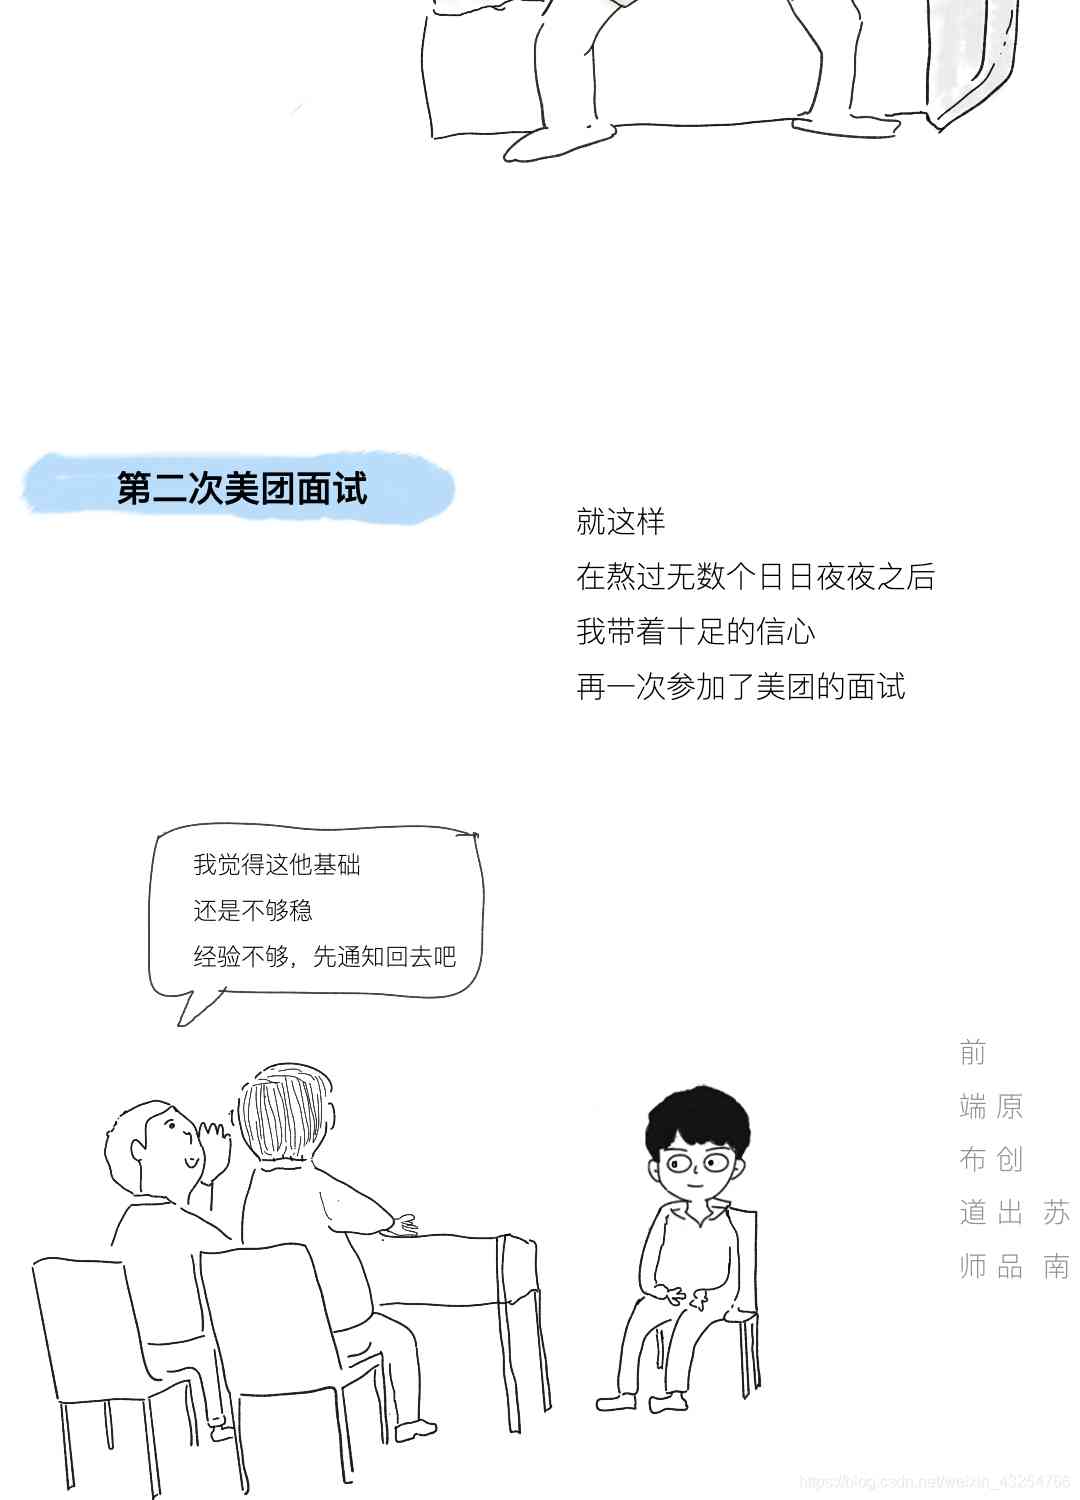 第二次美团面试
就这样
在熬过无数个日日夜夜之后
我带着十足的信心
再一次参加了美团的面试
我觉得这他基础
还是不够稳
经验不够，先通知回去吧
前端布道师
原创出品
苏南
https://blog.csdn.net/weixin_43254766